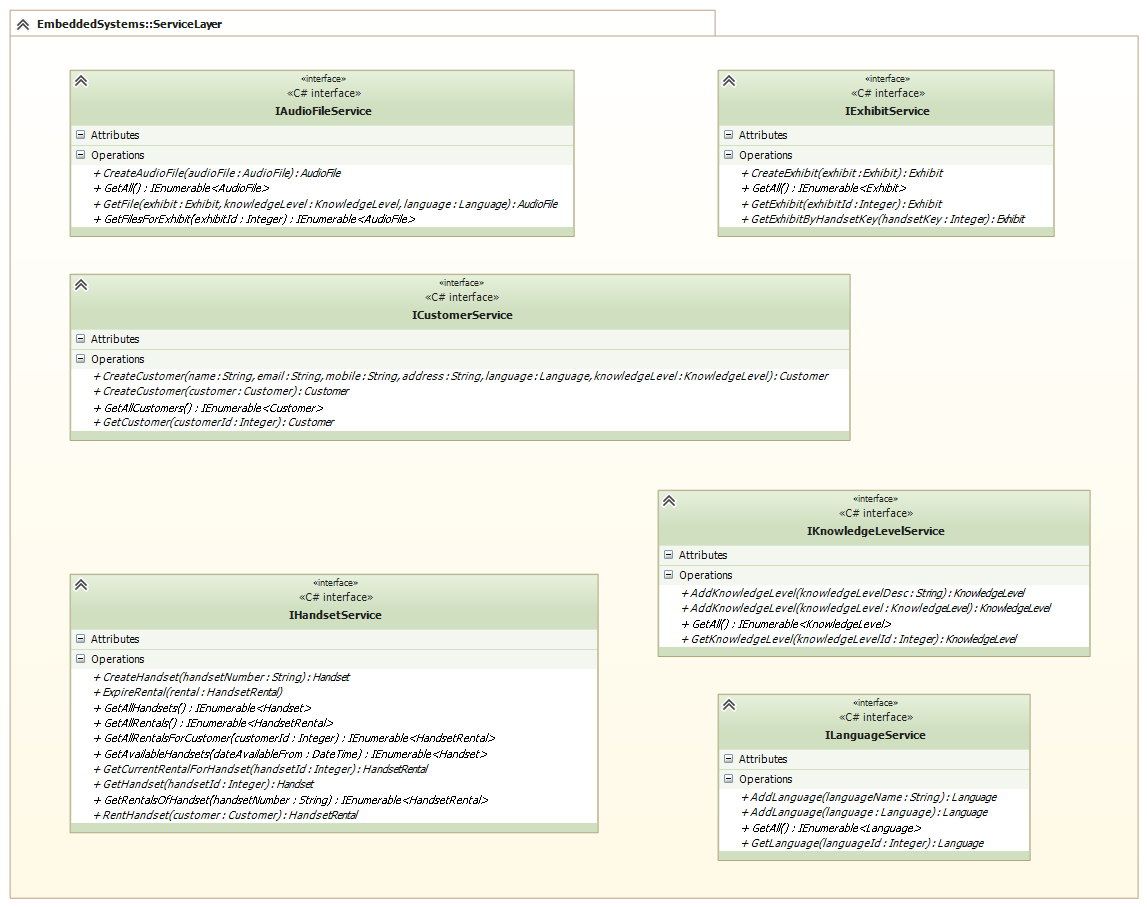 EmbeddedSystems::ServiceLayer
«interface»
«C# interface»
IAudioFileService
Attributes
Operations
+ CreateAudioFile(audioFile : AudioFile) : AudioFile
+ GetAll() : IEnumerable<AudioFile>
+ GetFile(exhibit : Exhibit, knowledgeLevel : KnowledgeLevel, language : Language) : AudioFile
+ GetFilesForExhibit(exhibitId : Integer) : IEnumerable<AudioFile>
«interface»
«C# interface»
IExhibitService
Attributes
Operations
+ CreateExhibit(exhibit : Exhibit) : Exhibit
+ GetAll() : IEnumerable<Exhibit>
+ GetExhibit(exhibitId : Integer) : Exhibit
+ GetExhibitByHandsetKey(handsetKey : Integer) : Exhibit
«interface»
«C# interface»
ICustomerService
Attributes
Operations
+ CreateCustomer(name : String, email : String, mobile : String, address : String, language : Language, knowledgeLevel : KnowledgeLevel) : Customer
+ CreateCustomer(customer : Customer) : Customer
+ GetAllCustomers() : IEnumerable<Customer>
+ GetCustomer(customerId : Integer) : Customer
«interface»
«C# interface»
IKnowledgeLevelService
Attributes
Operations
+ AddKnowledgeLevel(knowledgeLevelDesc : String) : KnowledgeLevel
+ AddKnowledgeLevel(knowledgeLevel : KnowledgeLevel) : KnowledgeLevel
+ GetAll() : IEnumerable<KnowledgeLevel>
+ GetKnowledgeLevel(knowledgeLevelId : Integer) : KnowledgeLevel
«interface»
«C# interface»
IHandsetService
Attributes
Operations
+ CreateHandset(handsetNumber : String) : Handset
+ ExpireRental(rental : HandsetRental)
+ GetAllHandsets() : IEnumerable<Handset>
+ GetAllRentals() : IEnumerable<HandsetRental>
+ GetAllRentalsForCustomer(customerId : Integer) : IEnumerable<HandsetRental>
+ GetAvailableHandsets(dateAvailableFrom : DateTime) : IEnumerable<Handset>
+ GetCurrentRentalForHandset(handsetId : Integer) : HandsetRental
+ GetHandset(handsetId : Integer) : Handset
+ GetRentalsOfHandset(handsetNumber : String) : IEnumerable<HandsetRental>
+ RentHandset(customer : Customer) : HandsetRental
«interface»
«C# interface»
ILanguageService
Attributes
Operations
+ AddLanguage(languageName : String) : Language
+ AddLanguage(language : Language) : Language
+ GetAll() : IEnumerable<Language>
+ GetLanguage(languageId : Integer) : Language